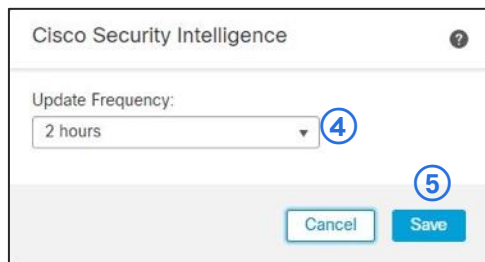 Cisco Security Intelligence ?
Update Frequency:
2 hours ④
⑤
Cancel Save